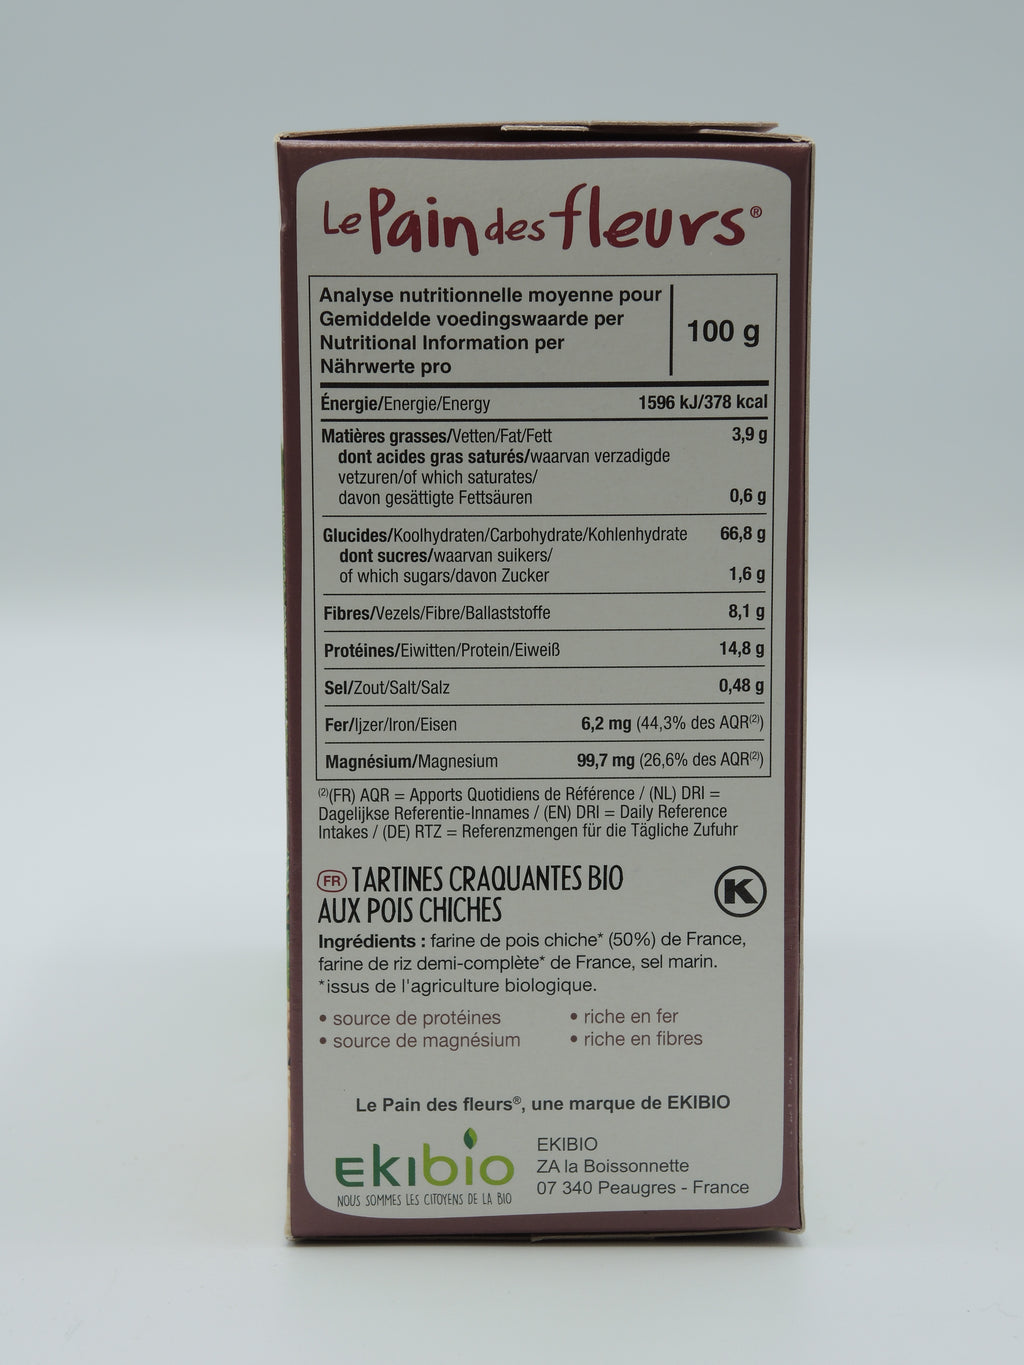 Le Pain des fleurs®
Analyse nutritionnelle moyenne pour
Gemiddelde voedingswaarde per
Nutritional Information per
Nährwerte pro
100 g
Énergie/Energie/Energy 1596 kJ/378 kcal
Matières grasses/Vetten/Fat/Fett 3,9 g
dont acides gras saturés/waarvan verzadigde
vetzuren/of which saturates/
davon gesättigte Fettsäuren 0,6 g
Glucides/Koolhydraten/Carbohydrate/Kohlenhydrate 66,8 g
dont sucres/waarvan suikers/
of which sugars/davon Zucker 1,6 g
Fibres/Vezels/Fibre/Ballaststoffe 8,1 g
Protéines/Eiwitten/Protein/Eiweiß 14,8 g
Sel/Zout/Salt/Salz 0,48 g
Fer/Ijzer/Iron/Eisen 6,2 mg (44,3% des AQR(2))
Magnésium/Magnesium 99,7 mg (26,6% des AQR(2))
(2)(FR) AQR = Apports Quotidiens de Référence / (NL) DRI =
Dagelijkse Referentie-Innames / (EN) DRI = Daily Reference
Intakes / (DE) RTZ = Referenzmengen für die Tägliche Zufuhr
FR TARTINES CRAQUANTES BIO
AUX POIS CHICHES
K
Ingrédients : farine de pois chiche* (50%) de France,
farine de riz demi-complète* de France, sel marin.
*issus de l'agriculture biologique.
• source de protéines • riche en fer
• source de magnésium • riche en fibres
Le Pain des fleurs®, une marque de EKIBIO
Ekibio
NOUS SOMMES LES CITOYENS DE LA BIO
EKIBIO
ZA la Boissonnette
07 340 Peaugres - France